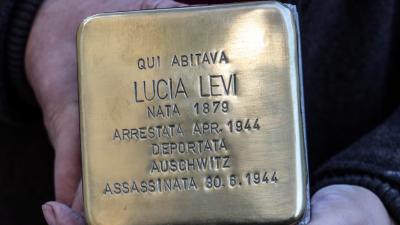 QUI ABITAVA
LUCIA LEVI
NATA 1879
ARRESTATA APR. 1944
DEPORTATA
AUSCHWITZ
ASSASSINATA 30.6.1944